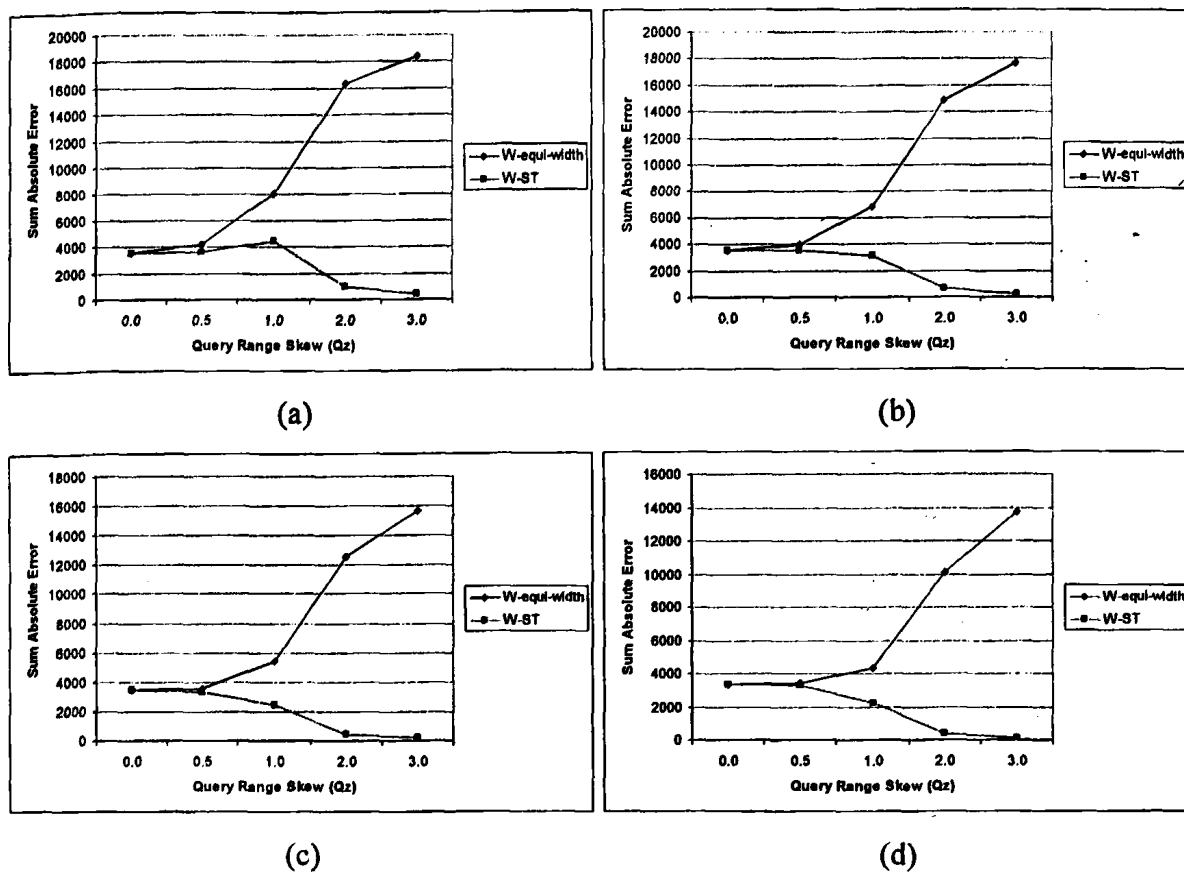 20000
18000
16000
14000
12000
10000
8000
6000
4000
2000
0
Sum Absolute Error
0.0 0.5 1.0 2.0 3.0
Query Range Skew (Qz)
W-equi-width
W-ST
(a)
20000
18000
16000
14000
12000
10000
8000
6000
4000
2000
0
Sum Absolute Error
0.0 0.5 1.0 2.0 3.0
Query Range Skew (Qz)
W-equi-width
W-ST
(b)
18000
16000
14000
12000
10000
8000
6000
4000
2000
0
Sum Absolute Error
0.0 0.5 1.0 2.0 3.0
Query Range Skew (Qz)
W-equi-width
W-ST
(c)
16000
14000
12000
10000
8000
6000
4000
2000
0
Sum Absolute Error
0.0 0.5 1.0 2.0 3.0
Query Range Skew (Qz)
W-equi-width
W-ST
(d)